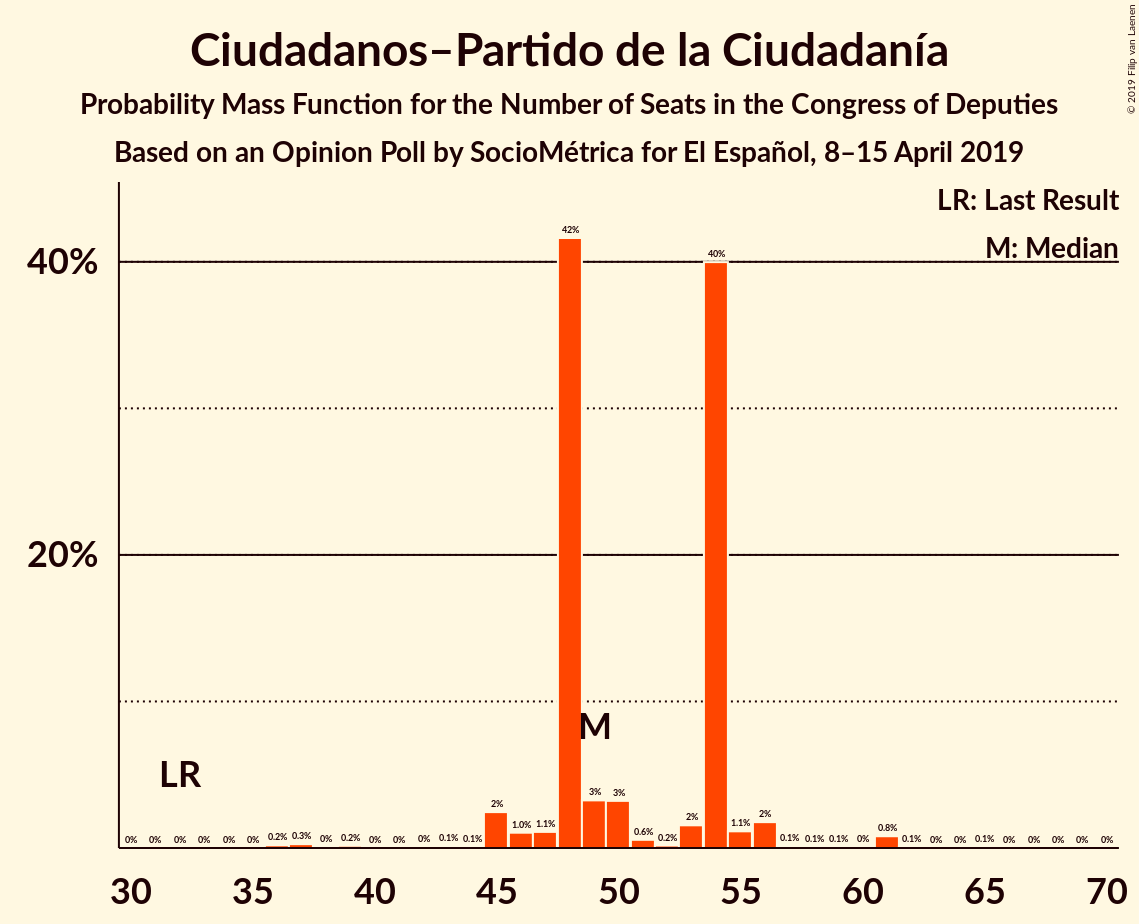 Ciudadanos–Partido de la Ciudadanía
Probability Mass Function for the Number of Seats in the Congress of Deputies
Based on an Opinion Poll by SocioMétrica for El Español, 8–15 April 2019
© 2019 Filip van Laenen
LR: Last Result
M: Median
40%
20%
0% 0% 0% 0% 0% 0% 0.2% 0.3% 0% 0.2% 0% 0% 0% 0.1% 0.1% 2% 1.0% 1.1% 42% 3% 3% 0.6% 0.2% 2% 40% 1.1% 2% 0.1% 0.1% 0.1% 0% 0.8% 0.1% 0% 0% 0.1% 0% 0% 0% 0% 0%
M
LR
30 35 40 45 50 55 60 65 70